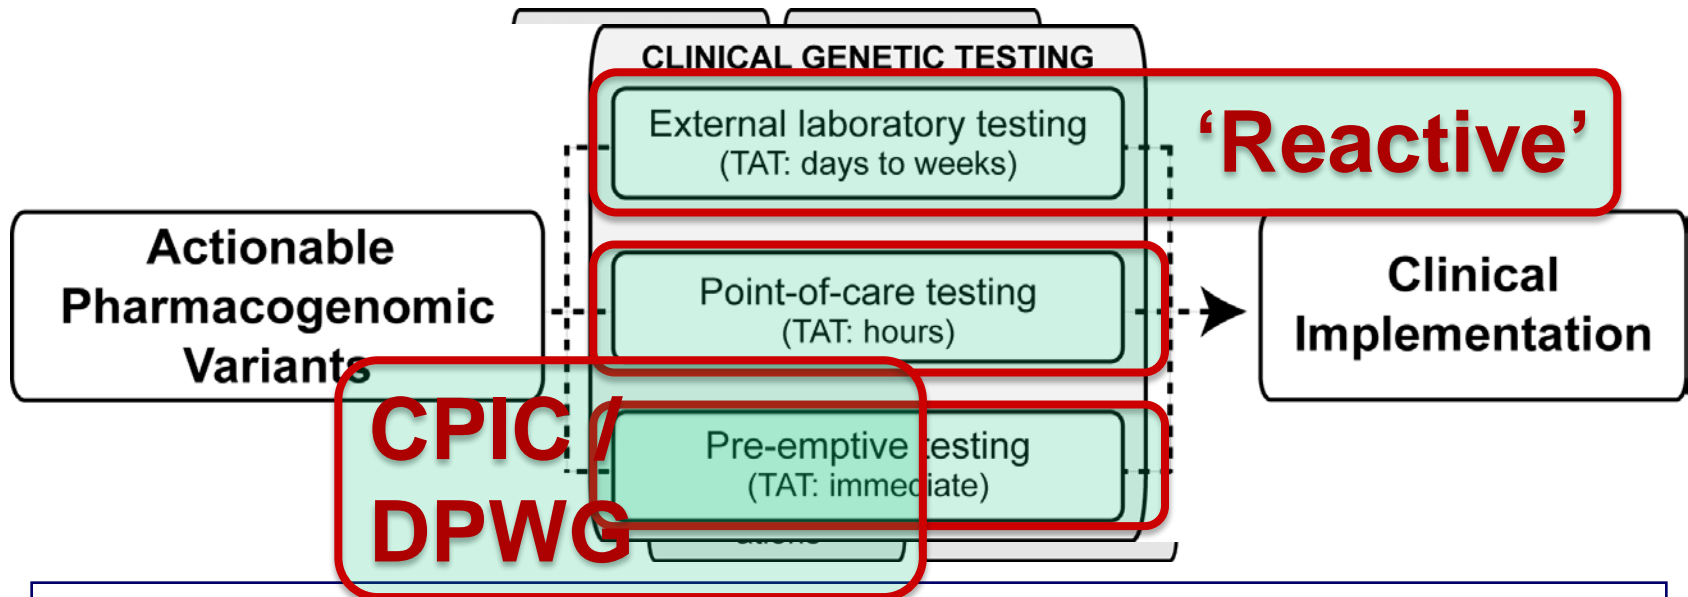 CLINICAL GENETIC TESTING
External laboratory testing
(TAT: days to weeks)
‘Reactive’
Actionable
Pharmacogenomic
Variants
Point-of-care testing
(TAT: hours)
Clinical
Implementation
CPIC /
DPWG
Pre-emptive testing
(TAT: immediate)